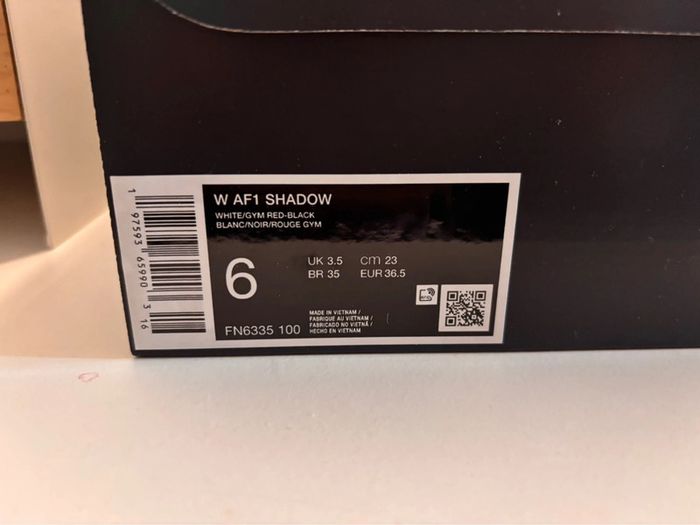 W AF1 SHADOW
WHITE/GYM RED-BLACK
BLANC/NOIR/ROUGE GYM
6
UK 3.5 cm 23
BR 35 EUR 36.5
FN6335 100
MADE IN VIETNAM /
FABRIQUÉ AU VIETNAM /
FABRICADO NO VIETNÃ /
HECHO EN VIETNAM
1 97593 65990 3 16